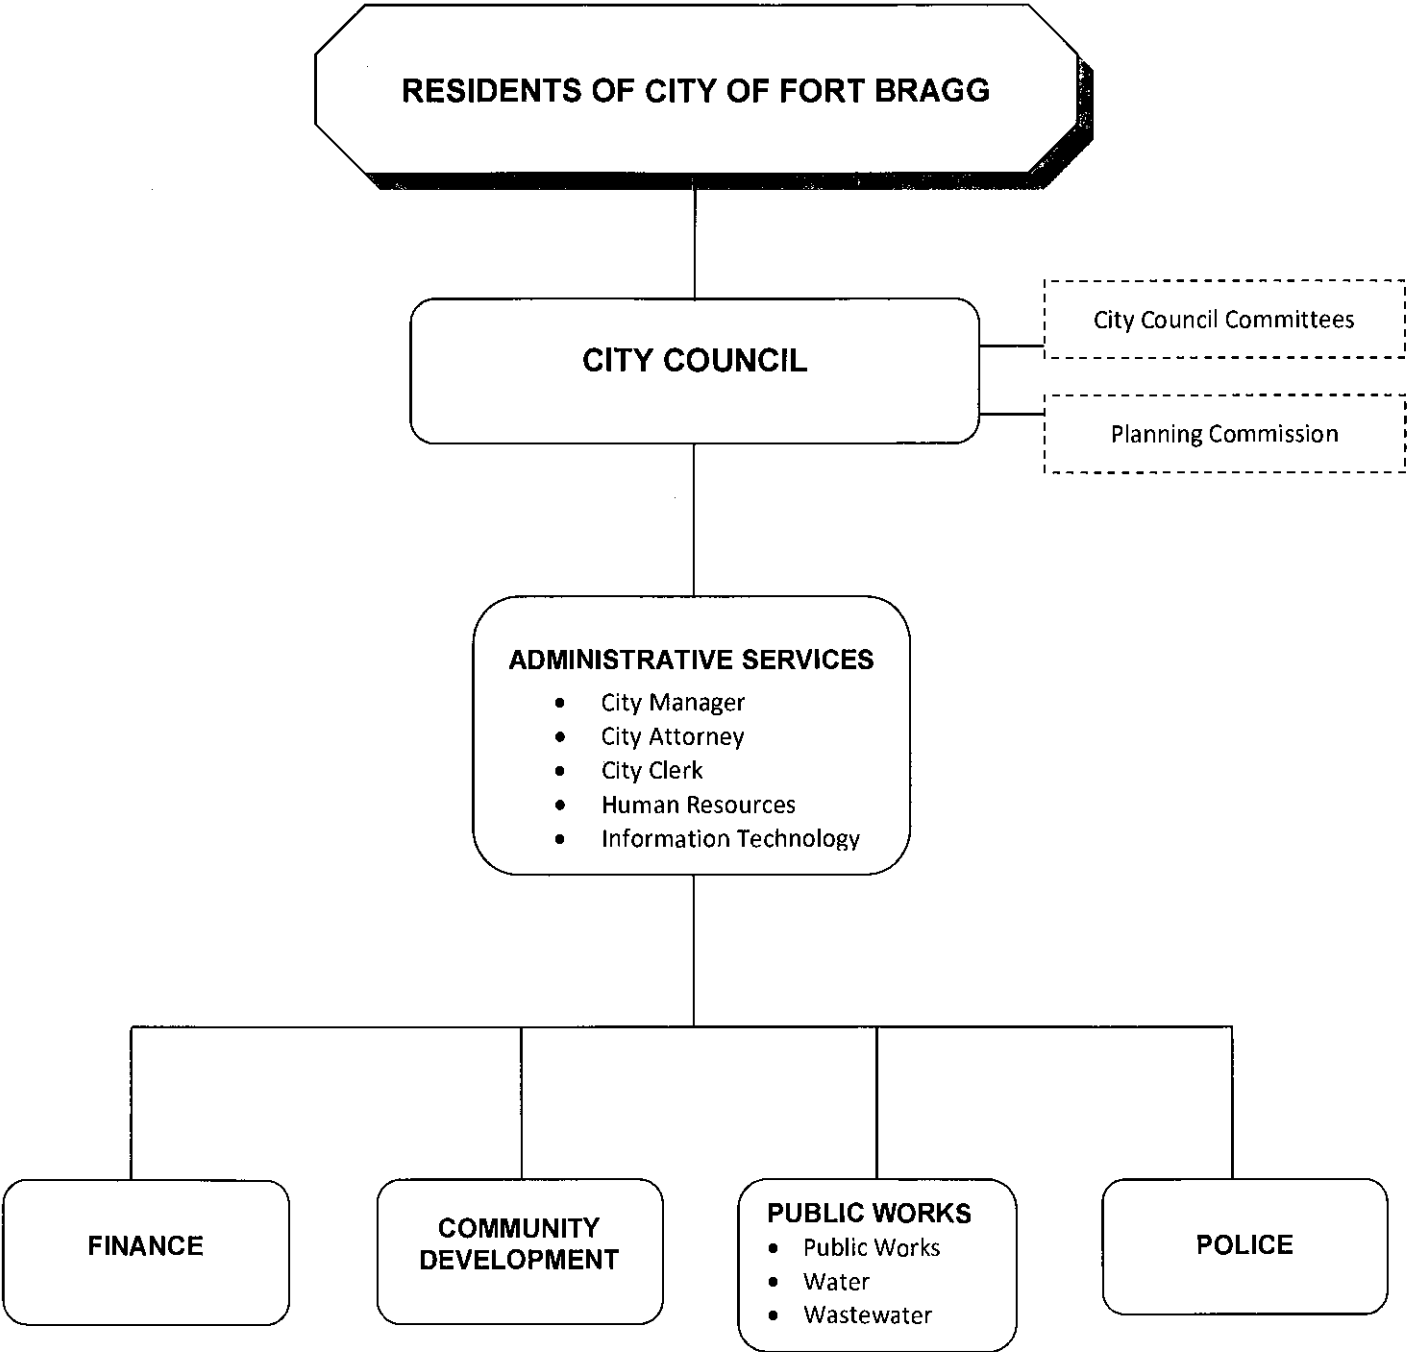 RESIDENTS OF CITY OF FORT BRAGG
CITY COUNCIL
City Council Committees
Planning Commission
ADMINISTRATIVE SERVICES
• City Manager
• City Attorney
• City Clerk
• Human Resources
• Information Technology
FINANCE
COMMUNITY
DEVELOPMENT
PUBLIC WORKS
• Public Works
• Water
• Wastewater
POLICE